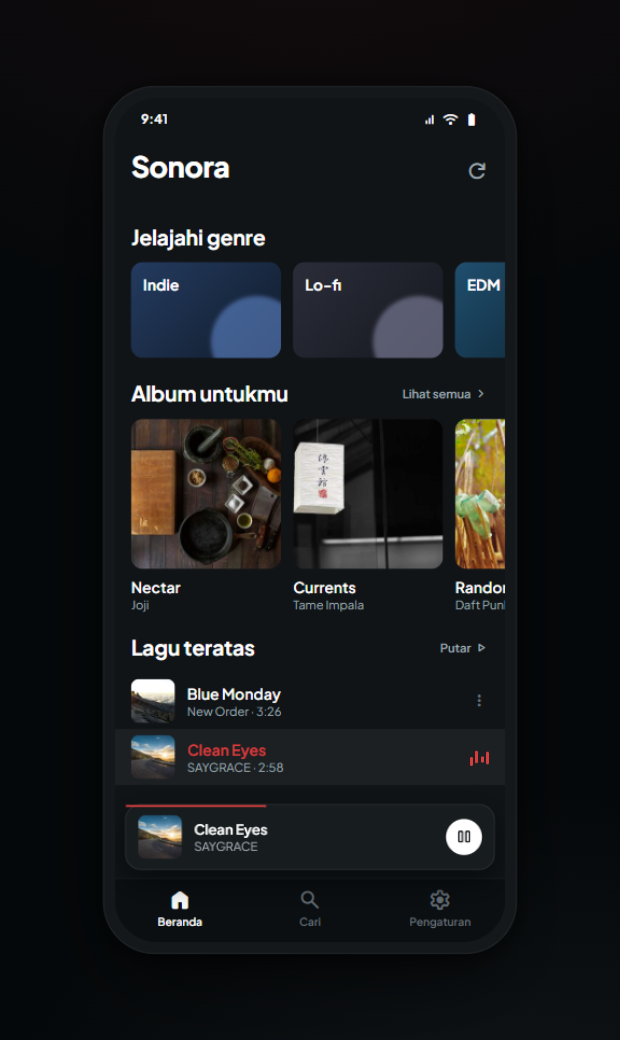 9:41
Sonora
Jelajahi genre
Indie
Lo-fi
EDM
Album untukmu
Lihat semua
Nectar
Joji
Currents
Tame Impala
Daft
Lagu teratas
Putar
Blue Monday
New Order · 3:26
Clean Eyes
SAYGRACE · 2:58
Clean Eyes
SAYGRACE
Beranda
Cari
Pengaturan